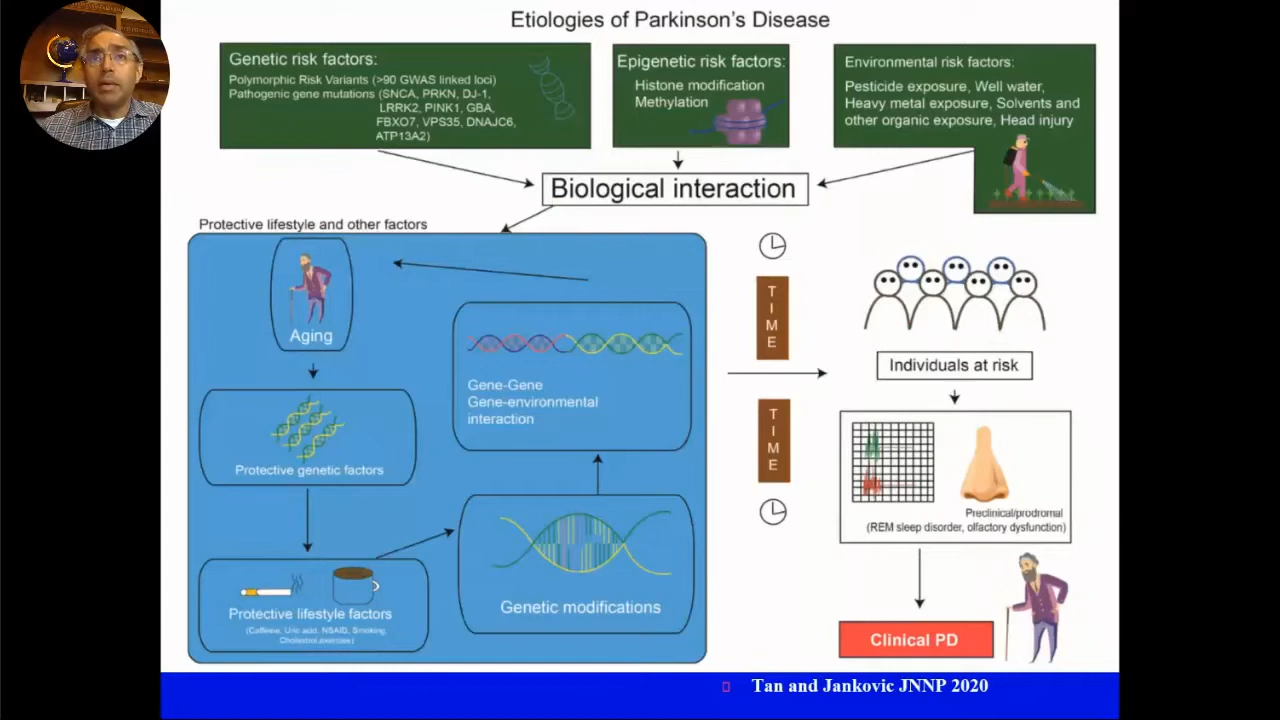 Etiologies of Parkinson's Disease
Genetic risk factors:
Polymorphic Risk Variants (>90 GWAS linked loci)
Pathogenic gene mutations (SNCA, PRKN, DJ-1,
LRRK2, PINK1, GBA,
FBXO7, VPS35, DNAJC6,
ATP13A2)
Epigenetic risk factors:
Histone modification
Methylation
Environmental risk factors:
Pesticide exposure, Well water,
Heavy metal exposure, Solvents and
other organic exposure, Head injury
Biological interaction
Protective lifestyle and other factors
Aging
Protective genetic factors
Protective lifestyle factors
(Caffeine, Uric acid, NSAID, Smoking,
Cholestrol,exercise)
Genetic modifications
Gene-Gene
Gene-environmental
interaction
TIME
TIME
Individuals at risk
Preclinical/prodromal
(REM sleep disorder, olfactory dysfunction)
Clinical PD
Tan and Jankovic JNNP 2020